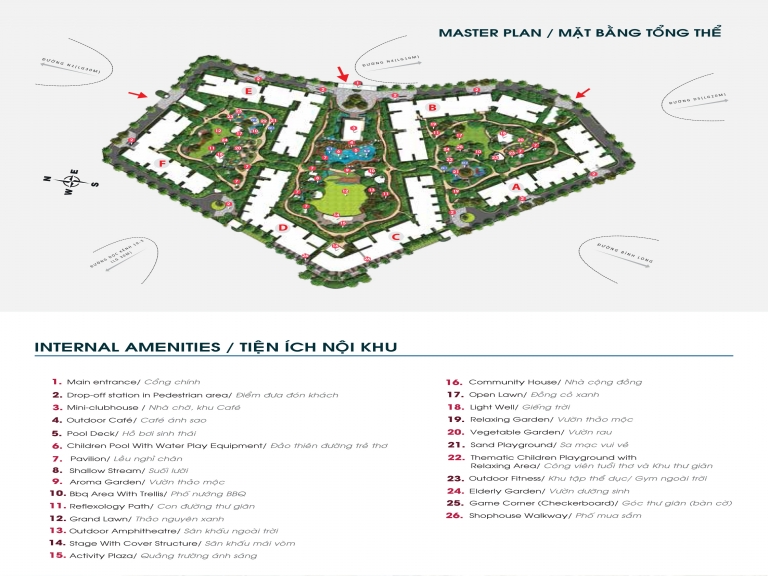 MASTER PLAN / MẶT BẰNG TỔNG THỂ
ĐƯỜNG
ĐƯỜNG
ĐƯỜNG
E
B
F
A
D
C
N
E
W
S
ĐƯỜNG
ĐƯỜNG BÌNH LONG
INTERNAL AMENITIES / TIỆN ÍCH NỘI KHU
1. Main entrance/ Cổng chính
2. Drop-off station in Pedestrian area/ Điểm đưa đón khách
3. Mini-clubhouse / Nhà chờ, khu Café
4. Outdoor Café/ Café dnh sao
5. Pool Deck/ Hồ bơi sinh thái
6. Children Pool With Water Play Equipment/ Đảo thiên đường trẻ thơ
7. Pavilion/ Lều nghỉ chân
8. Shallow Stream/ Suối lười
9. Aroma Garden/ Vườn thảo mộc
10. Bbq Area With Trellis/ Phố nướng BBQ
11. Reflexology Path/ Con đường thư giãn
12. Grand Lawn/ Thảo nguyên xanh
13. Outdoor Amphitheatre/ Sân khấu ngoài trời
14. Stage With Cover Structure/ Sân khấu mái vòm
15. Activity Plaza/ Quảng trường ánh sáng
16. Community House/ Nhà cộng đồng
17. Open Lawn/ Đồng cỏ xanh
18. Light Well/ Giếng trời
19. Relaxing Garden/ Vườn thảo mộc
20. Vegetable Garden/ Vườn rau
21. Sand Playground/ Sa mạc vui vẻ
22. Thematic Children Playground with
Relaxing Area/ Công viên tuổi thơ và Khu thư giãn
23. Outdoor Fitness/ Khu tập thể dục/ Gym ngoài trời
24. Elderly Garden/ Vườn dưỡng sinh
25. Game Corner (Checkerboard)/ Góc thư giãn (bàn cờ)
26. Shophouse Walkway/ Phố mua sắm